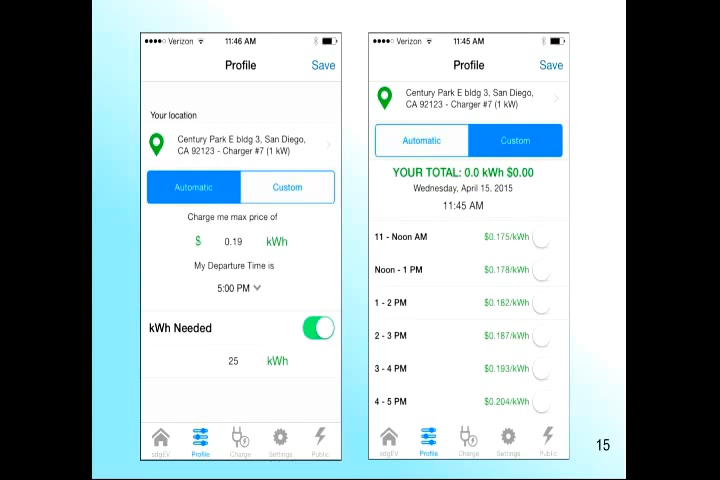 Verizon 11:46 AM
Profile Save
Your location
Century Park E bldg 3, San Diego,
CA 92123 - Charger #7 (1 kW)
Automatic Custom
Charge me max price of
$ 0.19 kWh
My Departure Time is
5:00 PM
kWh Needed
25 kWh
sdgEV Profile Charge Settings Public
Verizon 11:45 AM
Profile Save
Century Park E bldg 3, San Diego,
CA 92123 - Charger #7 (1 kW)
Automatic Custom
YOUR TOTAL: 0.0 kWh $0.00
Wednesday, April 15, 2015
11:45 AM
11 - Noon AM $0.175/kWh
Noon - 1 PM $0.178/kWh
1 - 2 PM $0.182/kWh
2 - 3 PM $0.187/kWh
3 - 4 PM $0.193/kWh
4 - 5 PM $0.204/kWh
sdgEV Profile Charge Settings Public
15